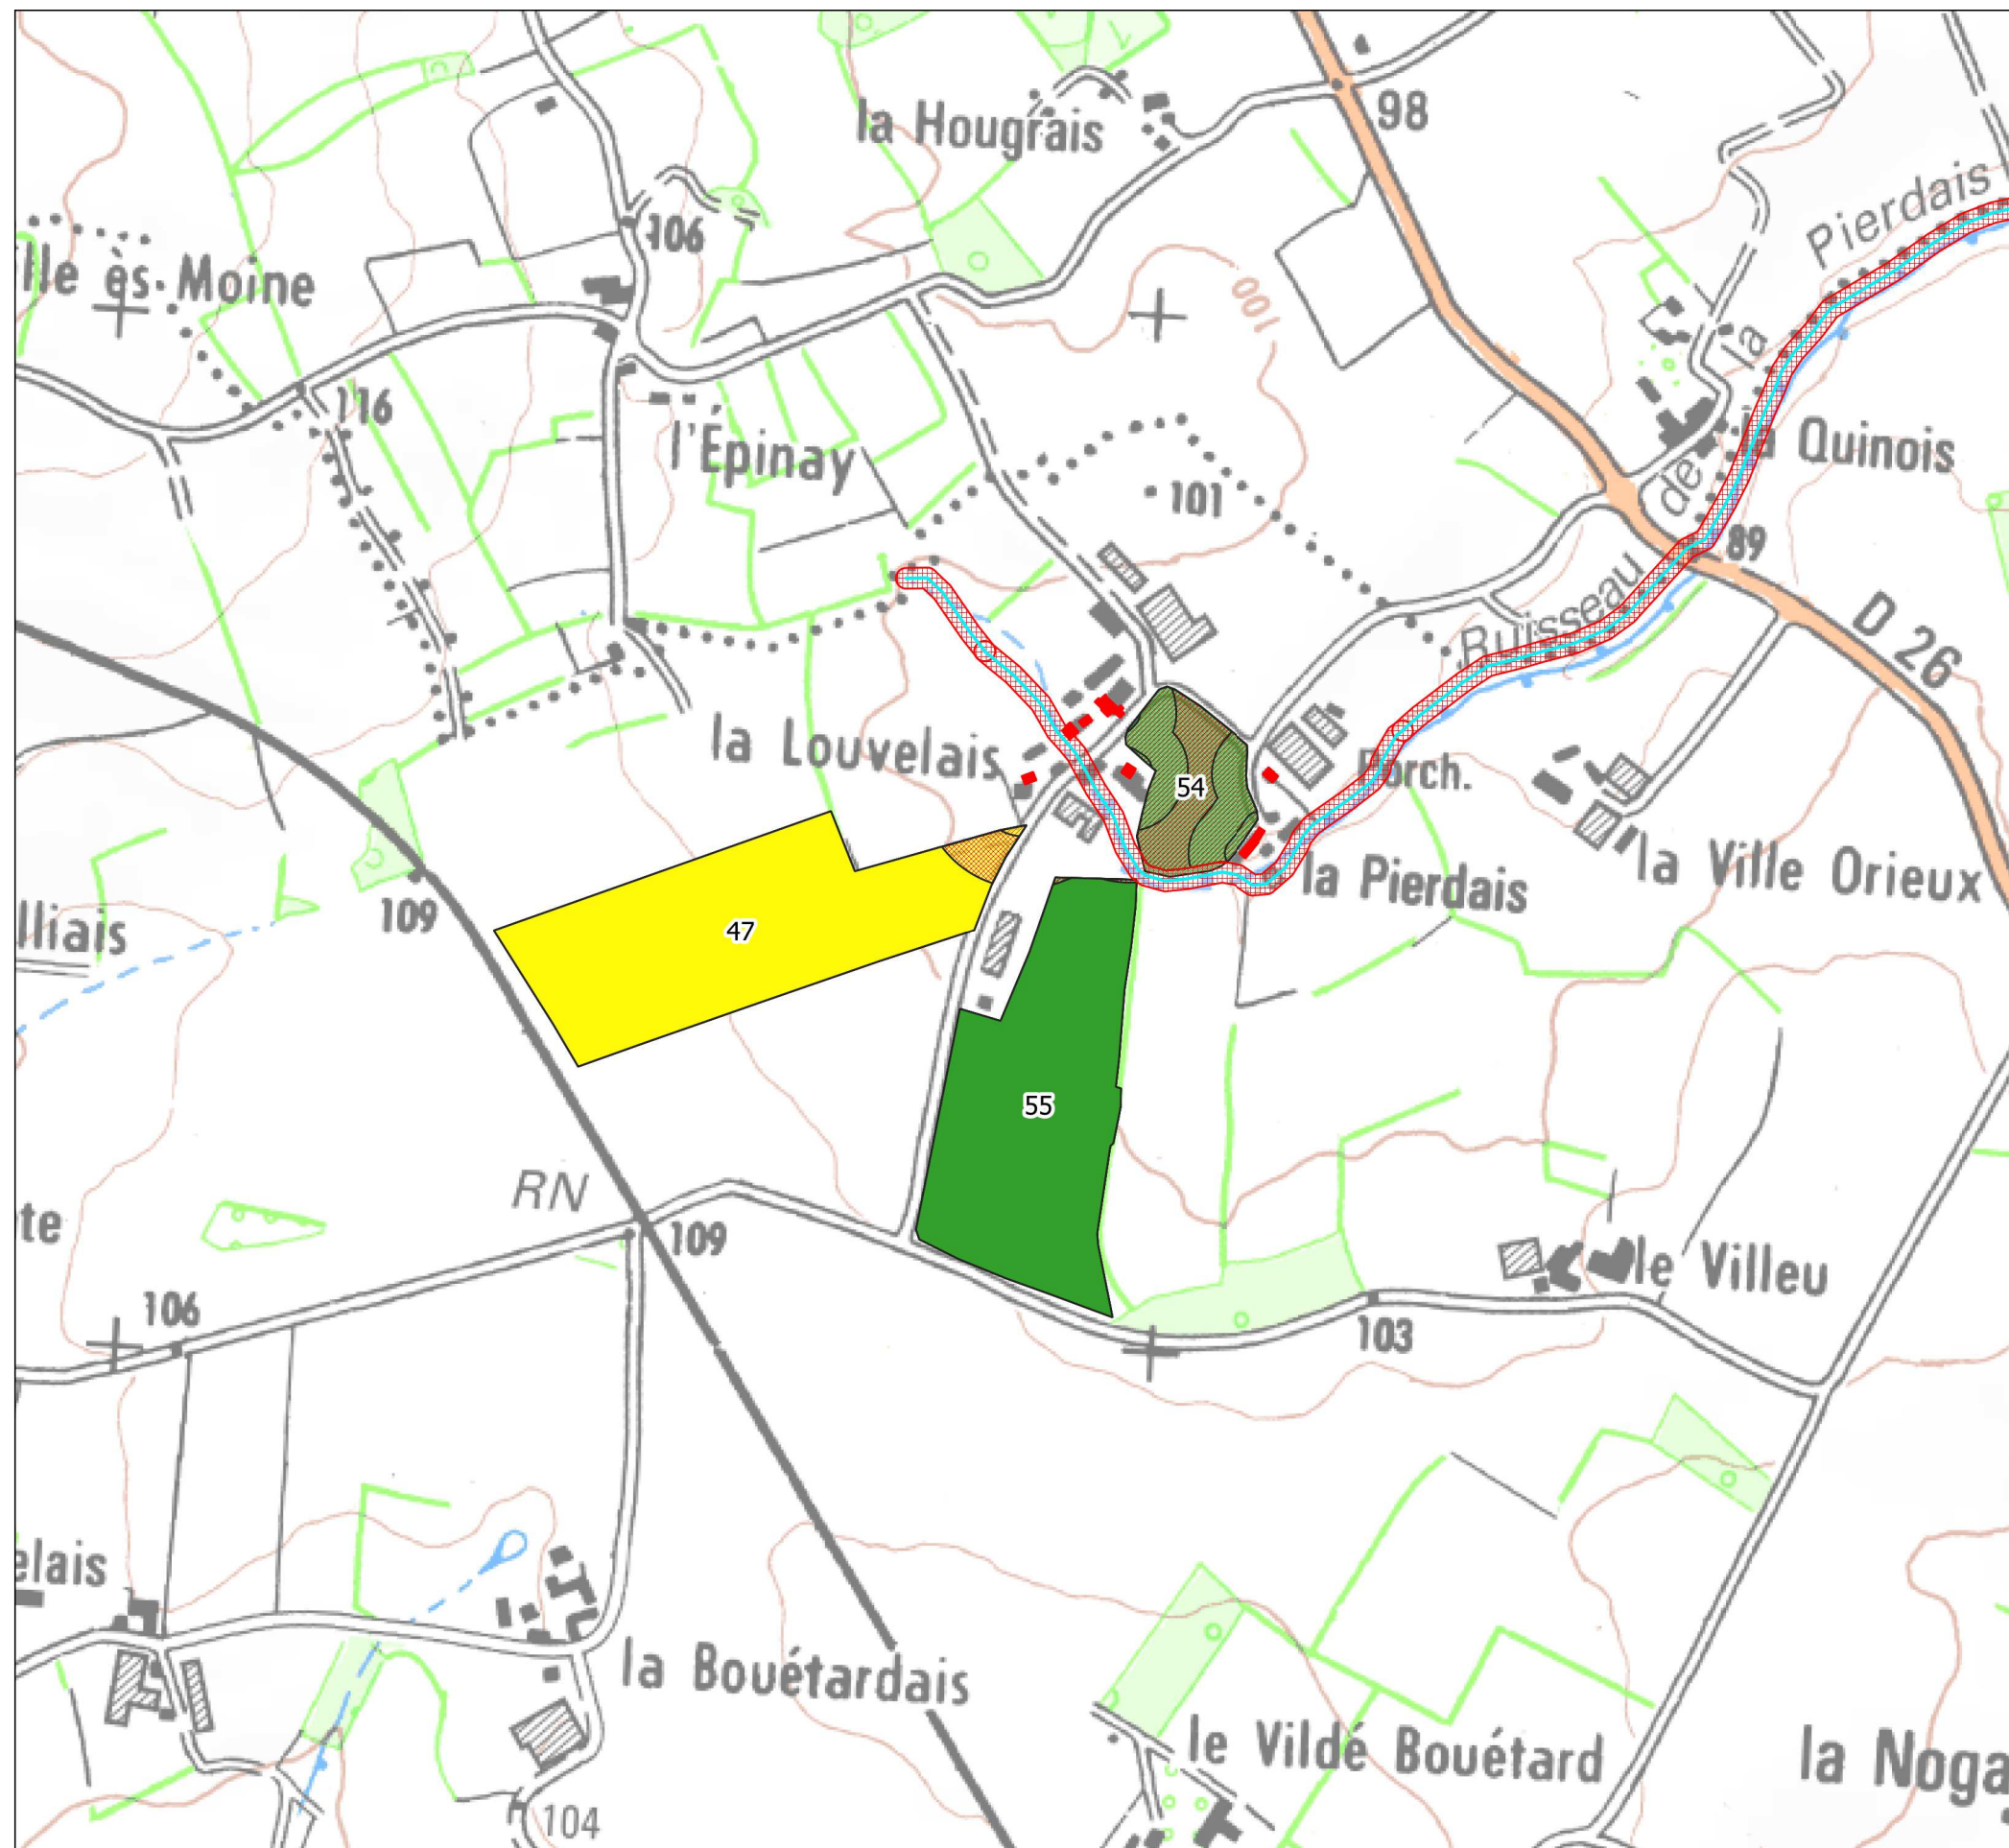 la Hougrais
98
Pierdais
106
lle ès Moine
100
la
116
l'Épinay
101
Quinois
de
89
Ruisseau
D 26
la Louvelais
Porch.
54
la Ville Orieux
la Pierdais
109
lliais
47
55
RN
te
109
le Villeu
106
103
elais
la Bouétardais
le Vildé Bouétard
la Noga
104